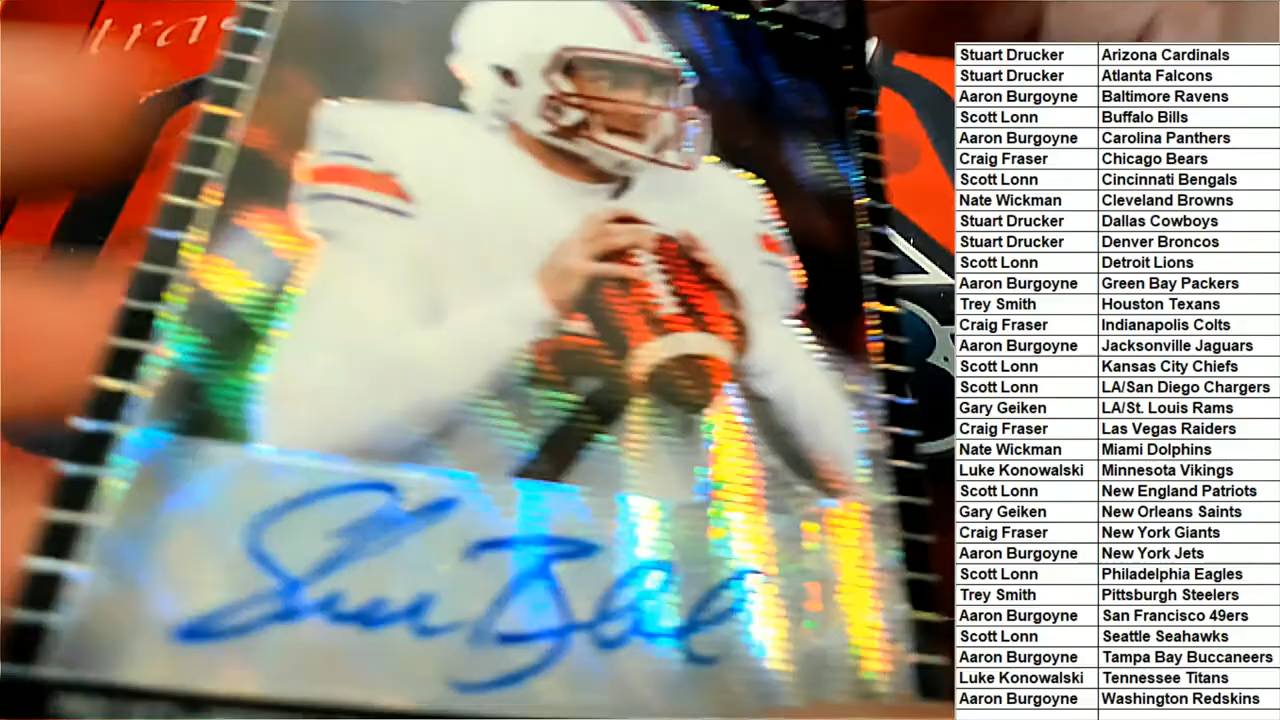 tra
Stuart Drucker Arizona Cardinals
Stuart Drucker Atlanta Falcons
Aaron Burgoyne Baltimore Ravens
Scott Lonn Buffalo Bills
Aaron Burgoyne Carolina Panthers
Craig Fraser Chicago Bears
Scott Lonn Cincinnati Bengals
Nate Wickman Cleveland Browns
Stuart Drucker Dallas Cowboys
Stuart Drucker Denver Broncos
Scott Lonn Detroit Lions
Aaron Burgoyne Green Bay Packers
Trey Smith Houston Texans
Craig Fraser Indianapolis Colts
Aaron Burgoyne Jacksonville Jaguars
Scott Lonn Kansas City Chiefs
Scott Lonn LA/San Diego Chargers
Gary Geiken LA/St. Louis Rams
Craig Fraser Las Vegas Raiders
Nate Wickman Miami Dolphins
Luke Konowalski Minnesota Vikings
Scott Lonn New England Patriots
Gary Geiken New Orleans Saints
Craig Fraser New York Giants
Aaron Burgoyne New York Jets
Scott Lonn Philadelphia Eagles
Trey Smith Pittsburgh Steelers
Aaron Burgoyne San Francisco 49ers
Scott Lonn Seattle Seahawks
Aaron Burgoyne Tampa Bay Buccaneers
Luke Konowalski Tennessee Titans
Aaron Burgoyne Washington Redskins